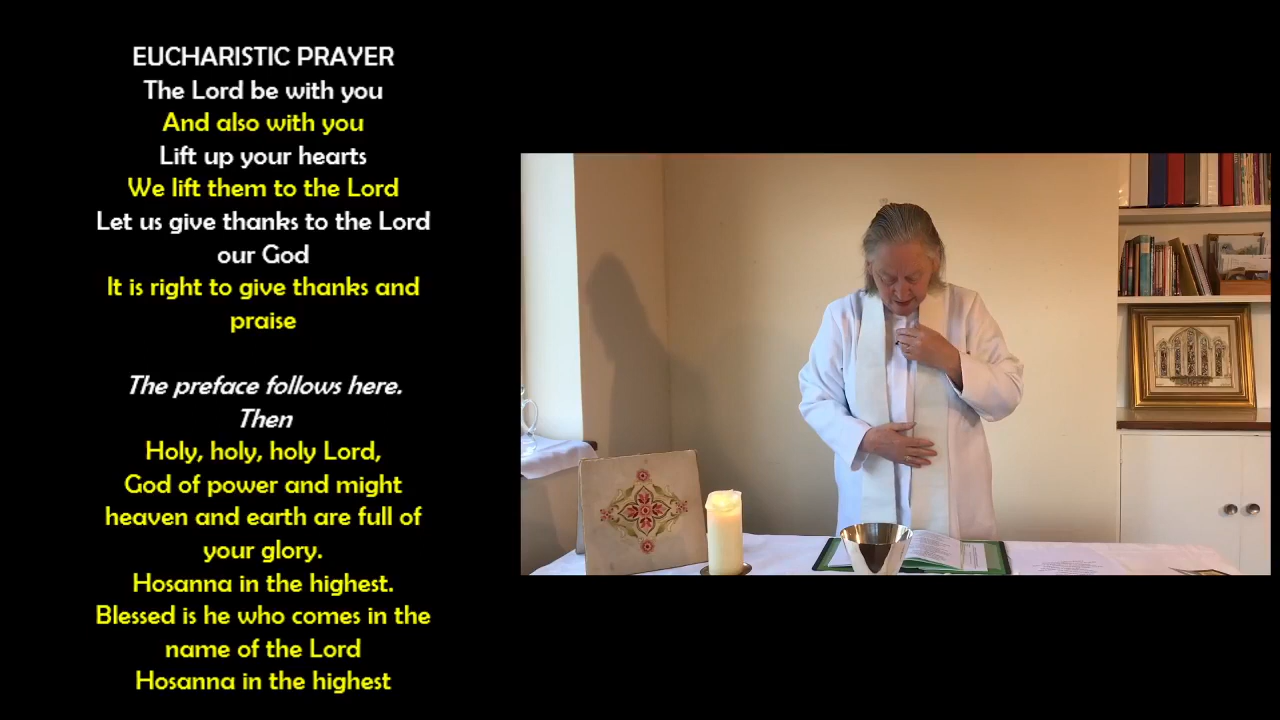 EUCHARISTIC PRAYER
The Lord be with you
And also with you
Lift up your hearts
We lift them to the Lord
Let us give thanks to the Lord
our God
It is right to give thanks and
praise
The preface follows here.
Then
Holy, holy, holy Lord,
God of power and might
heaven and earth are full of
your glory.
Hosanna in the highest.
Blessed is he who comes in the
name of the Lord
Hosanna in the highest